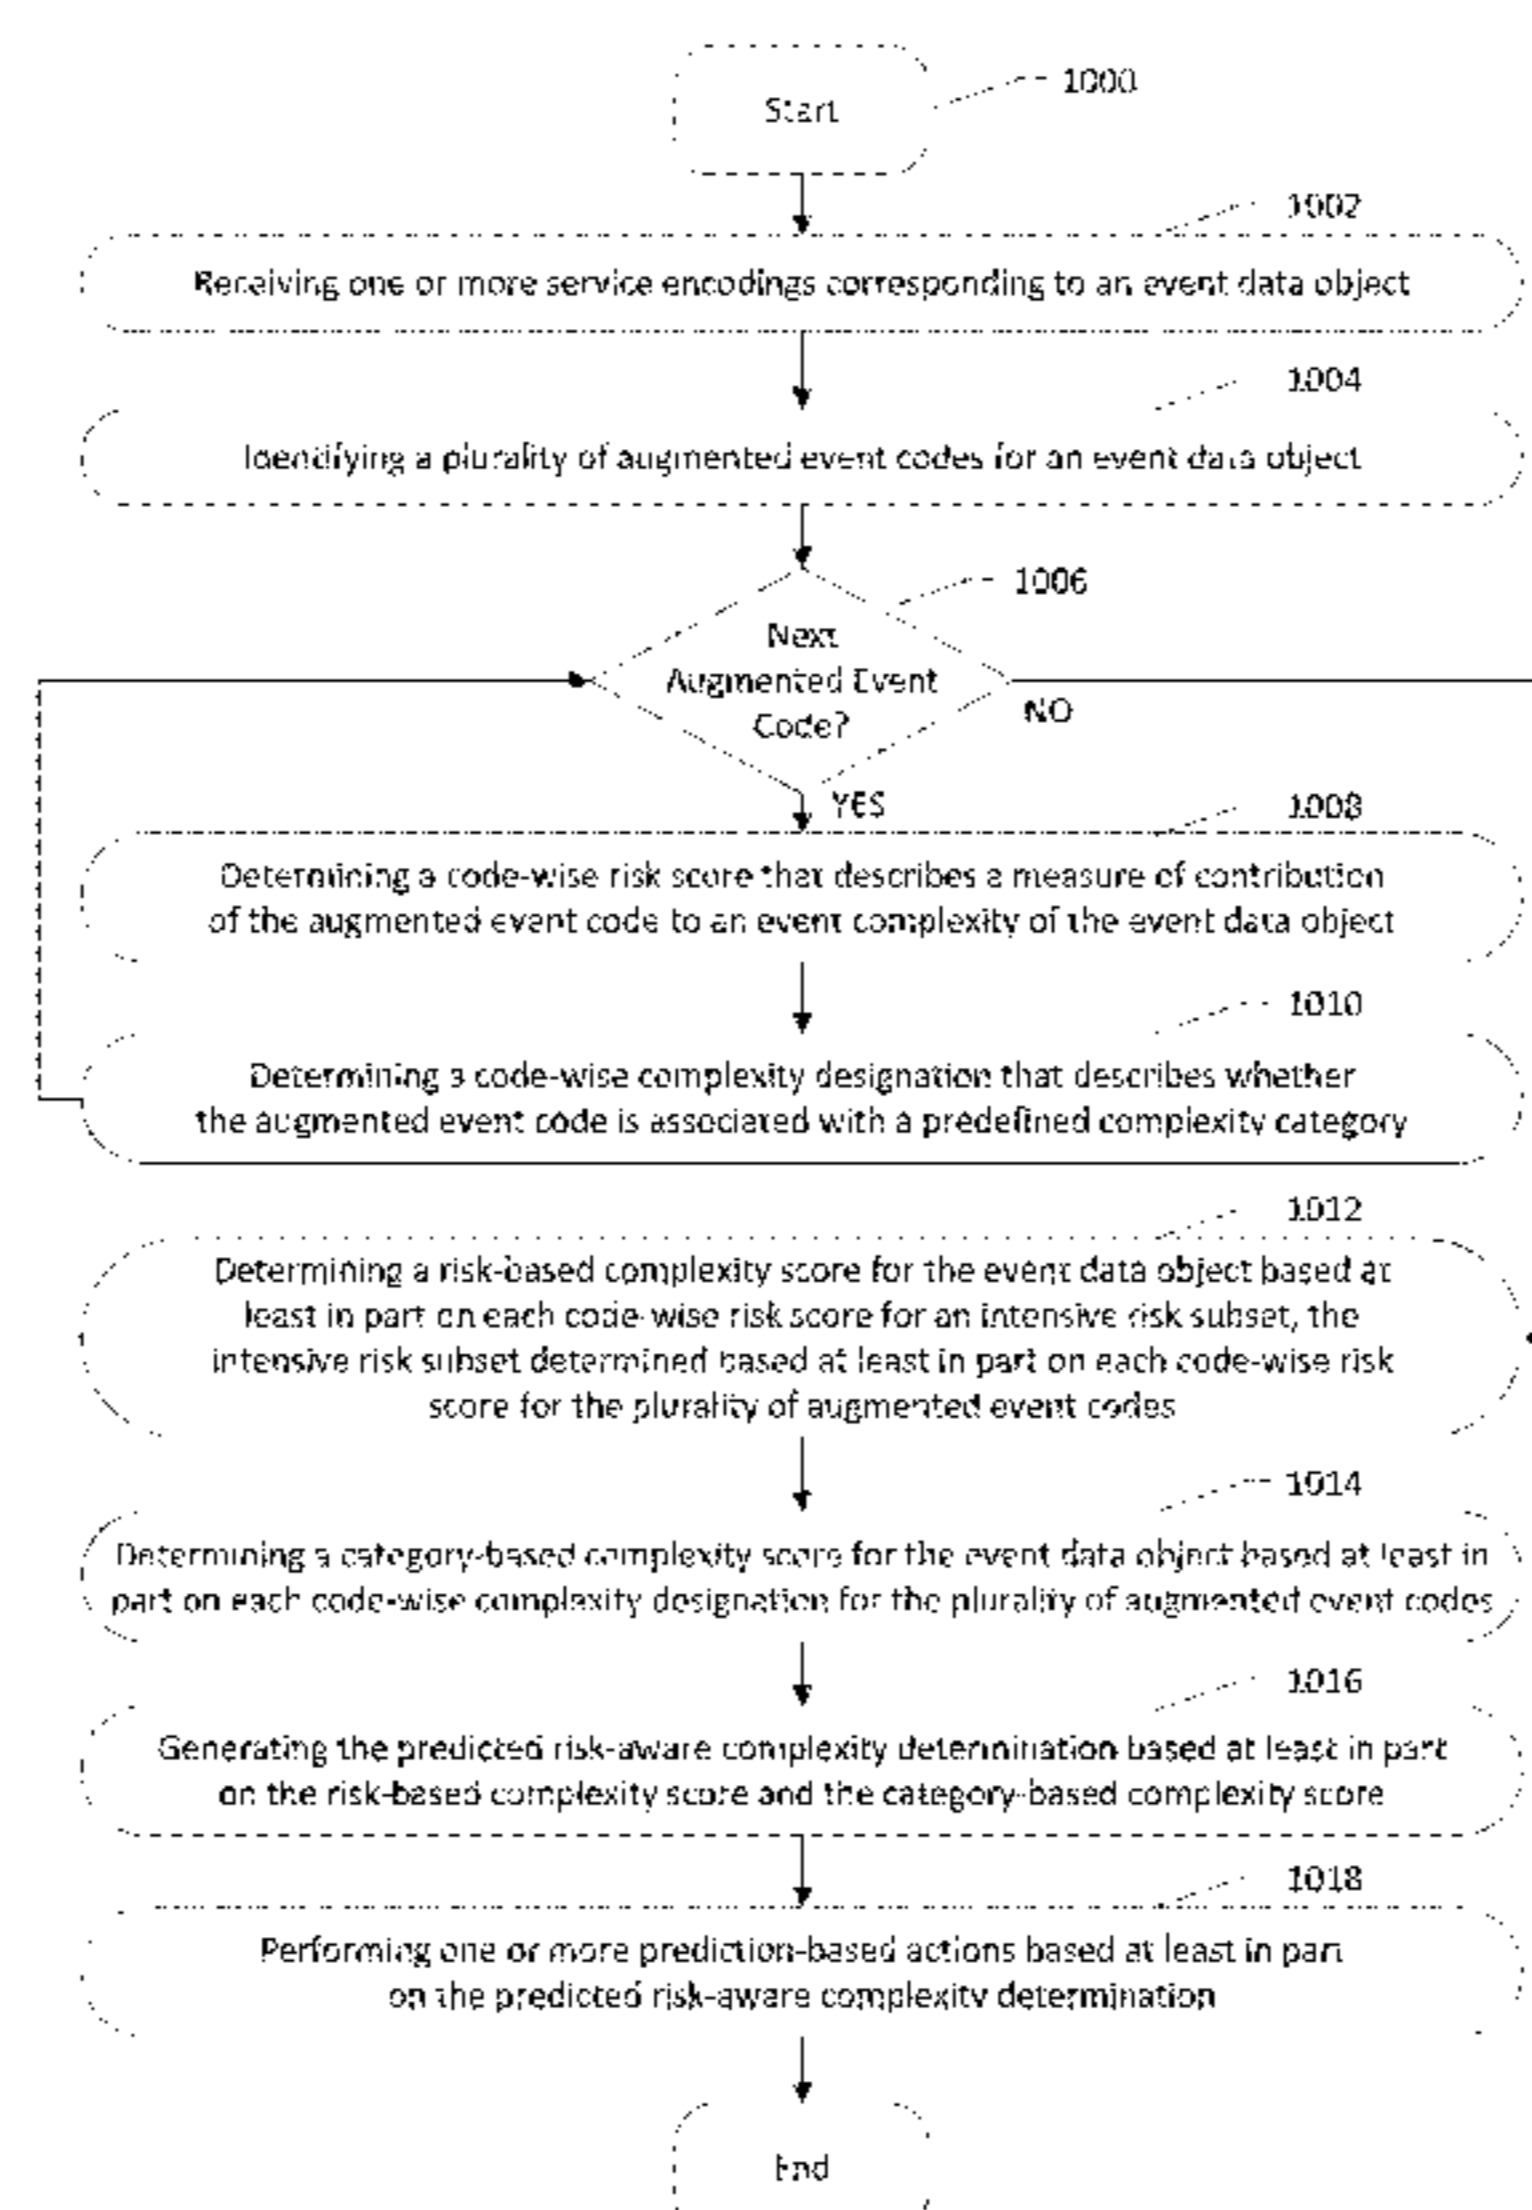 1000
Start
1002
Receiving one or more service encodings corresponding to an event data object
1004
Identifying a plurality of augmented event codes for an event data object
1006
Next
Augmented Event
Code?
NO
YES
1008
Determining a code-wise risk score that describes a measure of contribution
of the augmented event code to an event complexity of the event data object
1010
Determining a code-wise complexity designation that describes whether
the augmented event code is associated with a predefined complexity category
1012
Determining a risk-based complexity score for the event data object based at
least in part on each code-wise risk score for an intensive risk subset, the
intensive risk subset determined based at least in part on each code-wise risk
score for the plurality of augmented event codes
1014
Determining a category-based complexity score for the event data object based at least in
part on each code-wise complexity designation for the plurality of augmented event codes
1016
Generating the predicted risk-aware complexity determination based at least in part
on the risk-based complexity score and the category-based complexity score
1018
Performing one or more prediction-based actions based at least in part
on the predicted risk-aware complexity determination
End